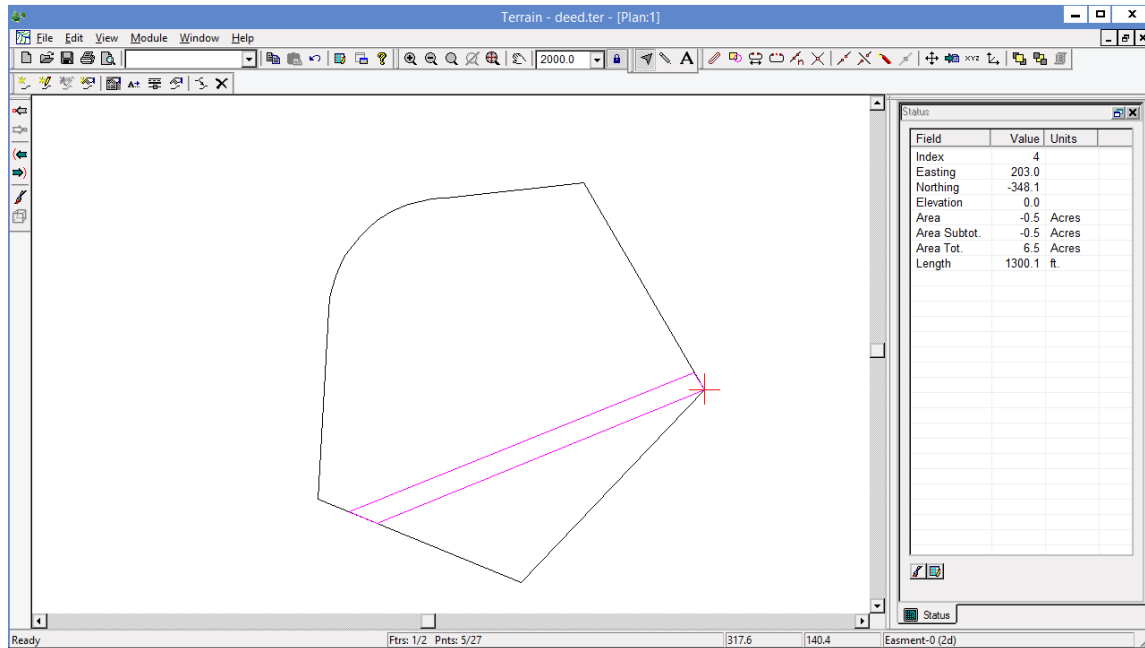 Terrain - deed.ter - [Plan:1]
File Edit View Module Window Help
2000.0
A XYZ
A±
Status
Field Value Units
Index 4
Easting 203.0
Northing -348.1
Elevation 0.0
Area -0.5 Acres
Area Subtot. -0.5 Acres
Area Tot. 6.5 Acres
Length 1300.1 ft.
Status
Ready Ftrs: 1/2 Pnts: 5/27 317.6 140.4 Easment-0 (2d)